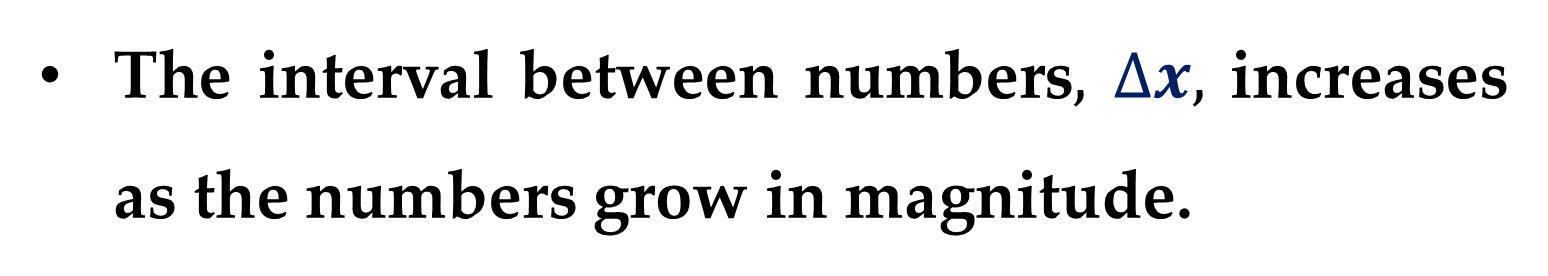 • The interval between numbers, Δx, increases
as the numbers grow in magnitude.